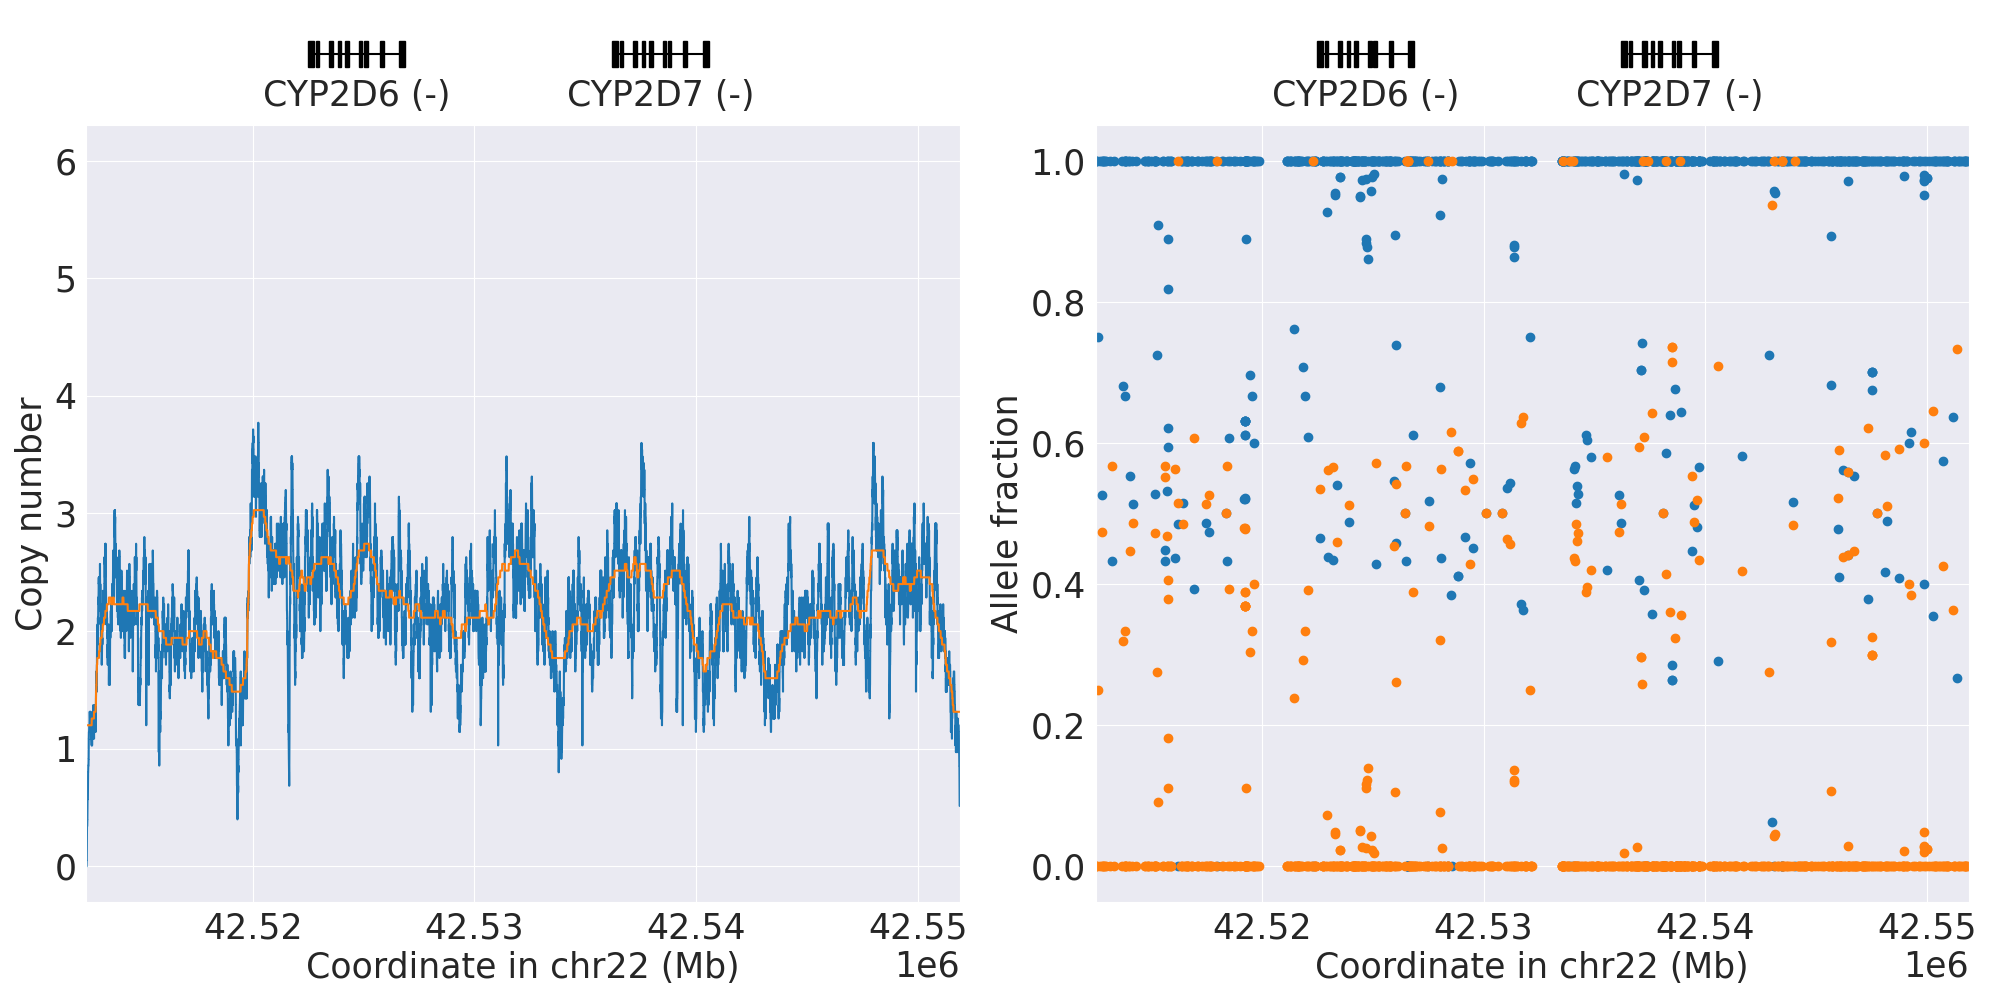 CYP2D6 (-) CYP2D7 (-)
Copy number
6
5
4
3
2
1
0
42.52 42.53 42.54 42.55
Coordinate in chr22 (Mb)
1e6
CYP2D6 (-) CYP2D7 (-)
Allele fraction
1.0
0.8
0.6
0.4
0.2
0.0
42.52 42.53 42.54 42.55
Coordinate in chr22 (Mb)
1e6